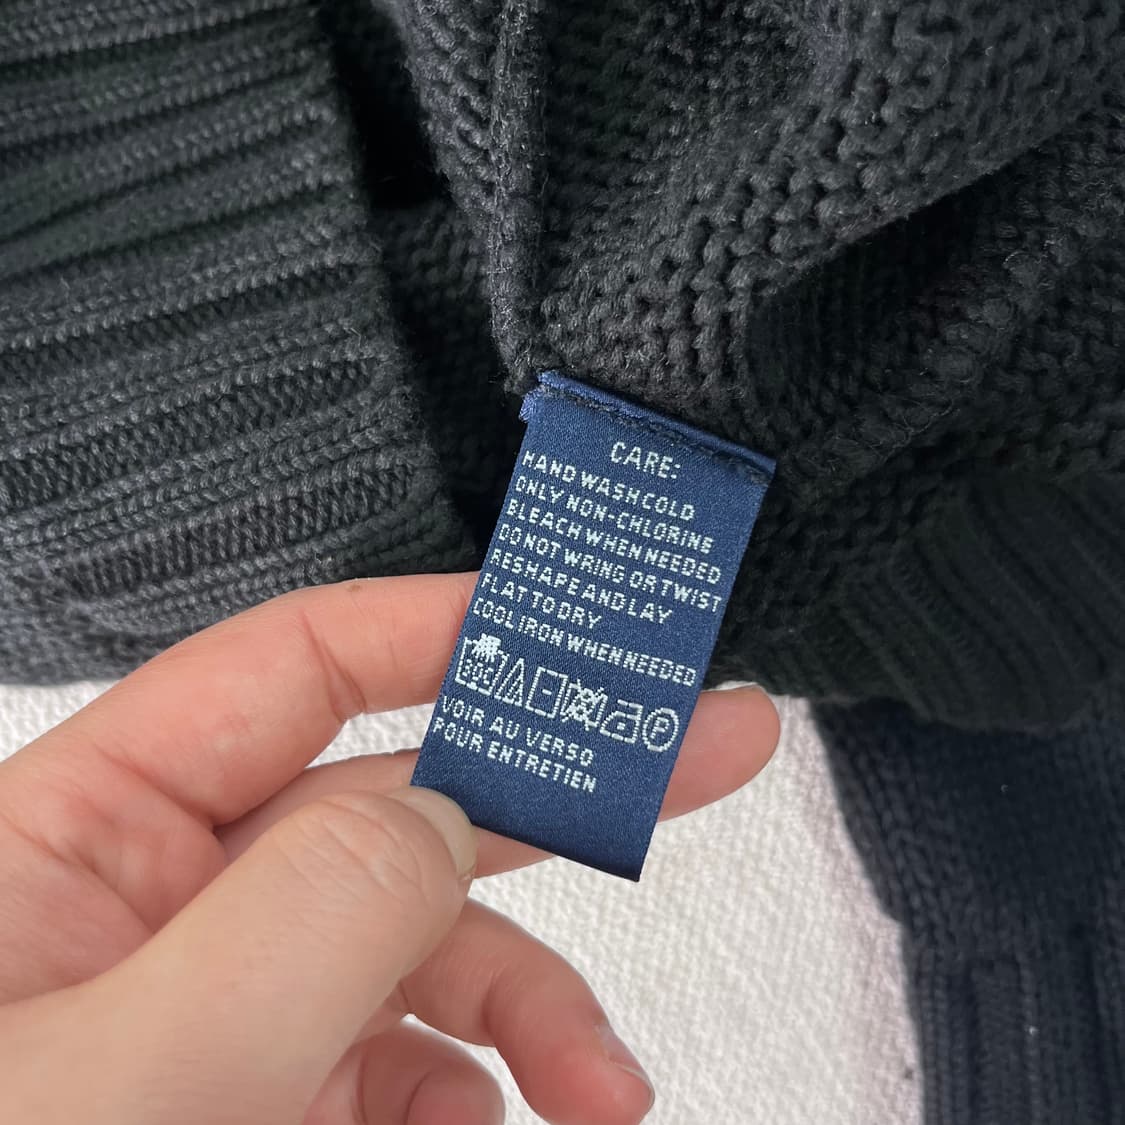 CARE:
HAND WASH COLD
ONLY NON-CHLORINE
BLEACH WHEN NEEDED
DO NOT WRING OR TWIST
RESHAPE AND LAY
FLAT TO DRY
COOL IRON WHEN NEEDED
30C P
VOIR AU VERSO
POUR ENTRETIEN